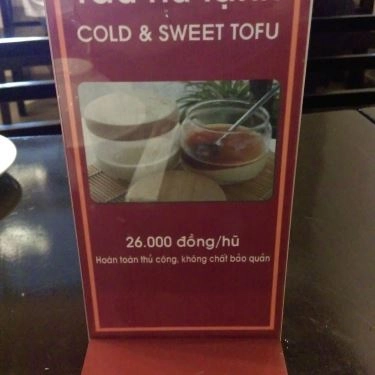 COLD & SWEET TOFU
26.000 đồng/hũ
Hoàn toàn thủ công, không chất bảo quản